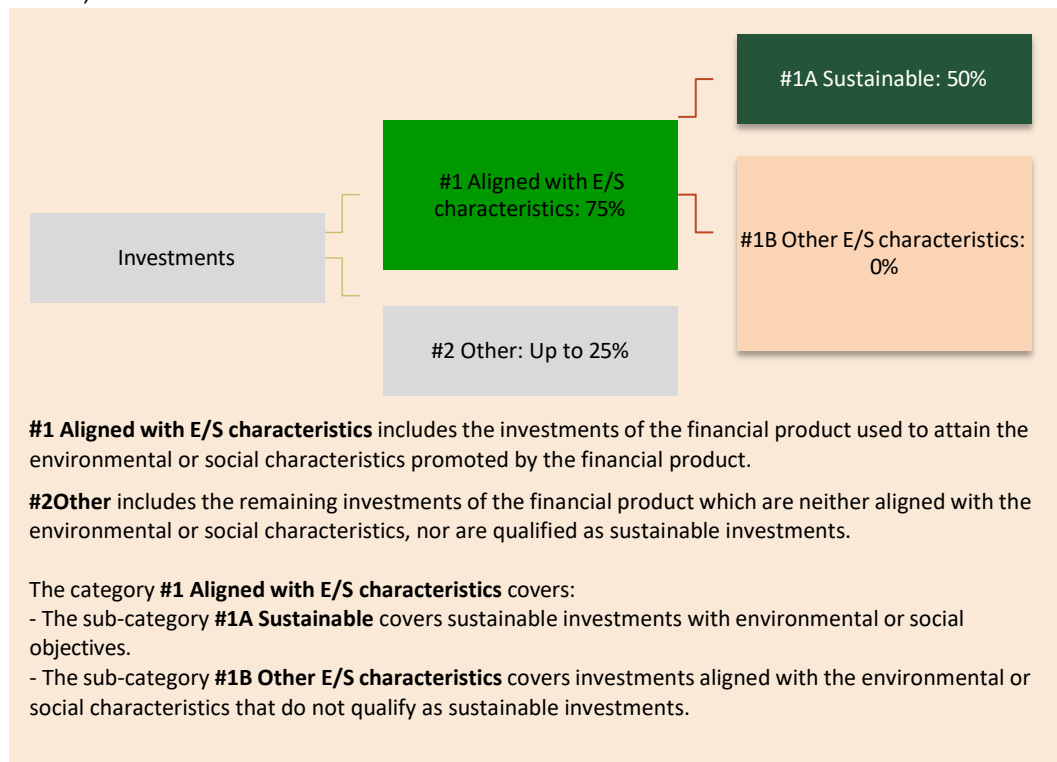 #1A Sustainable: 50%
#1 Aligned with E/S
characteristics: 75%
#1B Other E/S characteristics:
0%
Investments
#2 Other: Up to 25%
#1 Aligned with E/S characteristics includes the investments of the financial product used to attain the
environmental or social characteristics promoted by the financial product.
#2Other includes the remaining investments of the financial product which are neither aligned with the
environmental or social characteristics, nor are qualified as sustainable investments.
The category #1 Aligned with E/S characteristics covers:
- The sub-category #1A Sustainable covers sustainable investments with environmental or social
objectives.
- The sub-category #1B Other E/S characteristics covers investments aligned with the environmental or
social characteristics that do not qualify as sustainable investments.